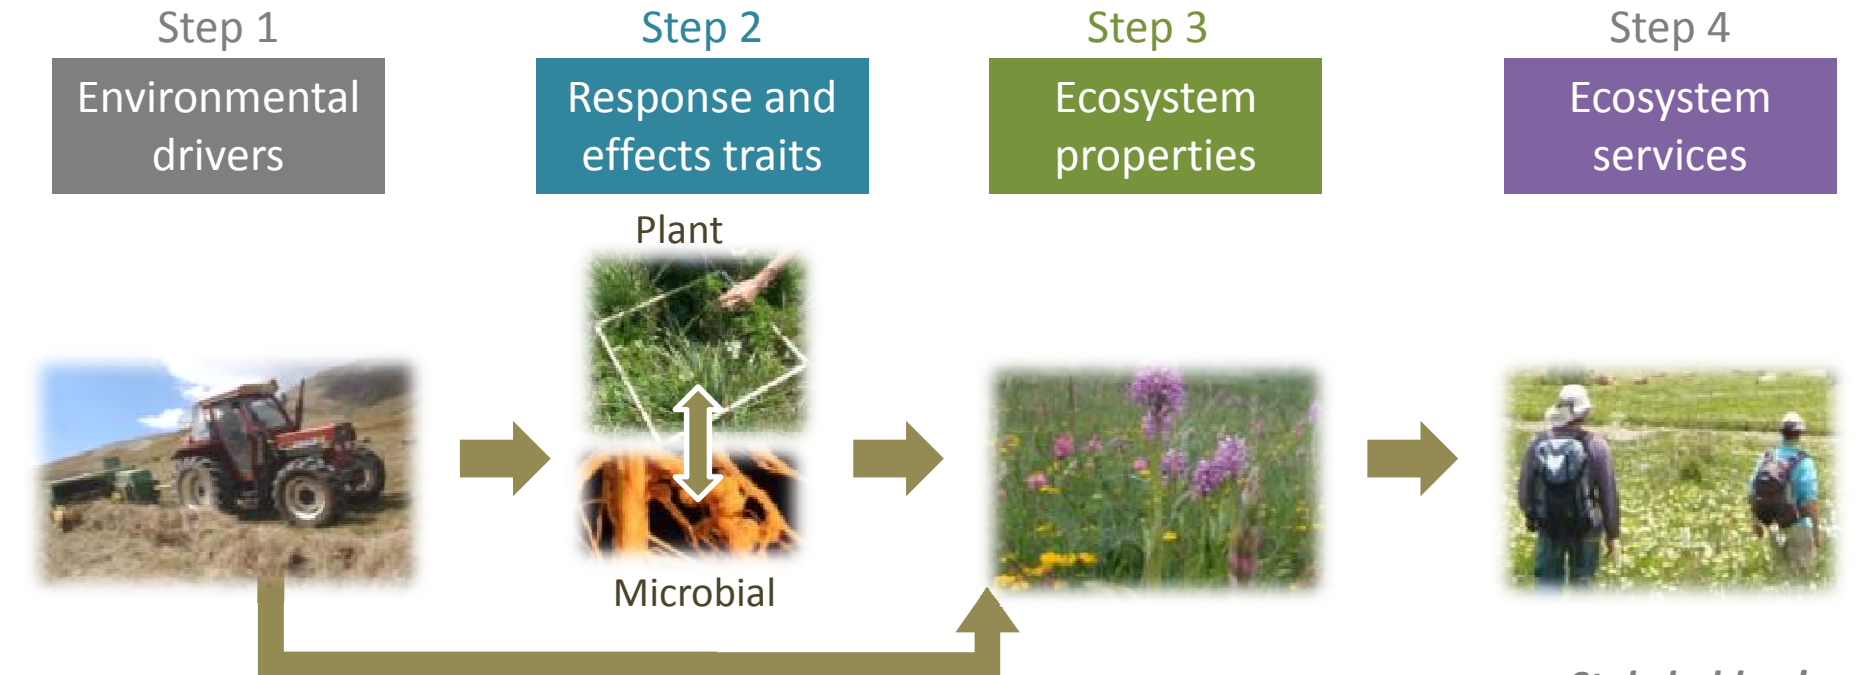 Step 1
Environmental
drivers
Step 2
Response and
effects traits
Plant
Microbial
Step 3
Ecosystem
properties
Step 4
Ecosystem
services